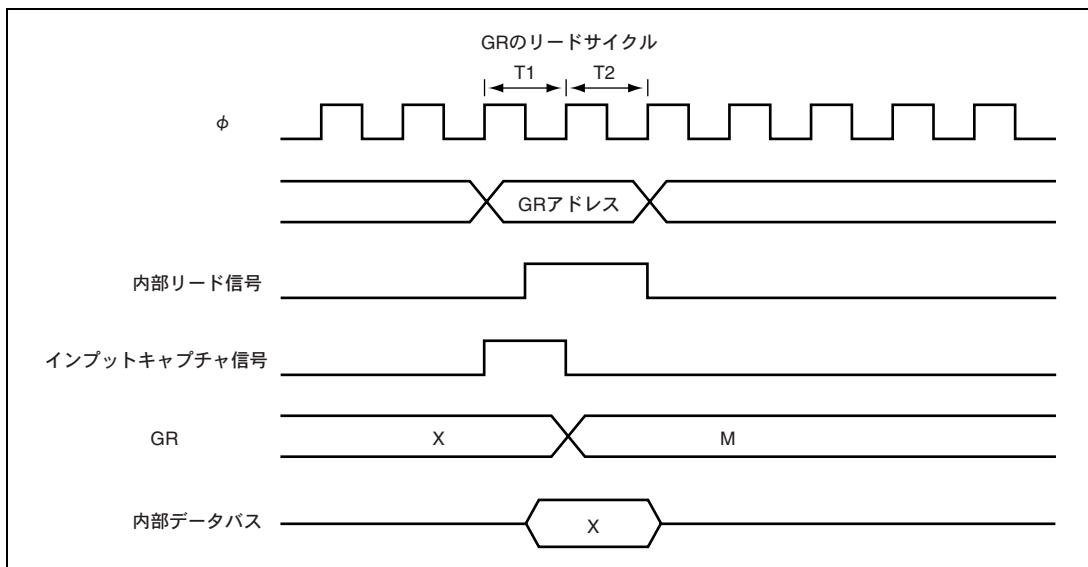 GRのリードサイクル
T1 T2
φ
GRアドレス
内部リード信号
インプットキャプチャ信号
GR X M
内部データバス X